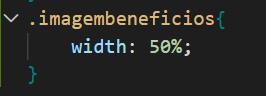 .imagembeneficios{
    width: 50%;
}